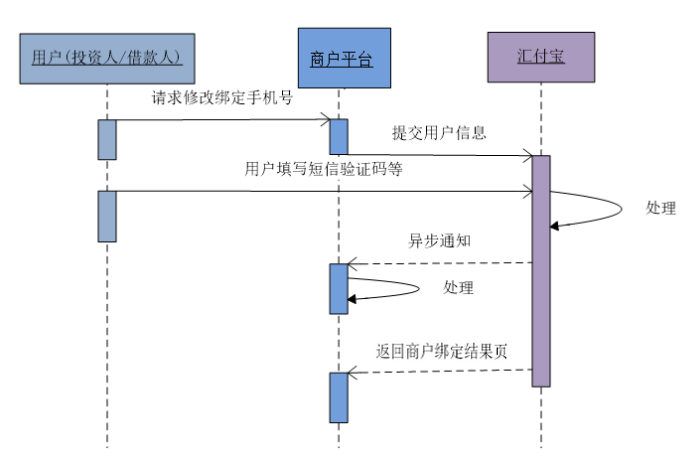 用户(投资人/借款人)
商户平台
汇付宝
请求修改绑定手机号
提交用户信息
用户填写短信验证码等
处理
异步通知
处理
返回商户绑定结果页